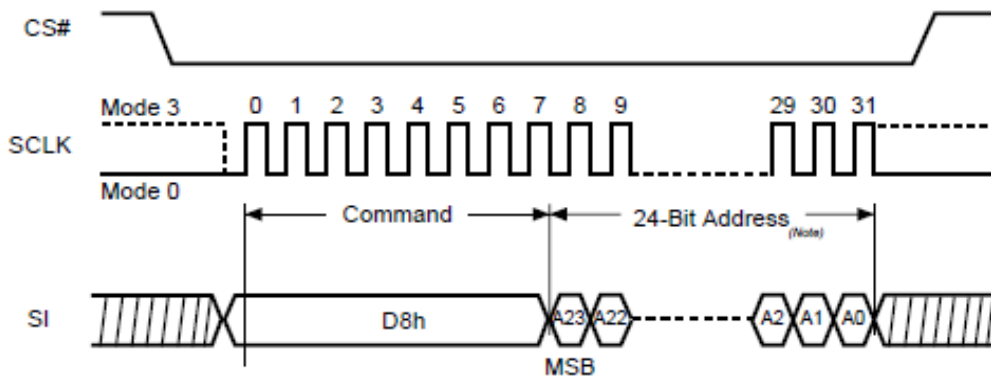 CS#
Mode 3 0 1 2 3 4 5 6 7 8 9 29 30 31
SCLK
Mode 0
Command 24-Bit Address (Note)
SI D8h A23 A22 A2 A1 A0
MSB